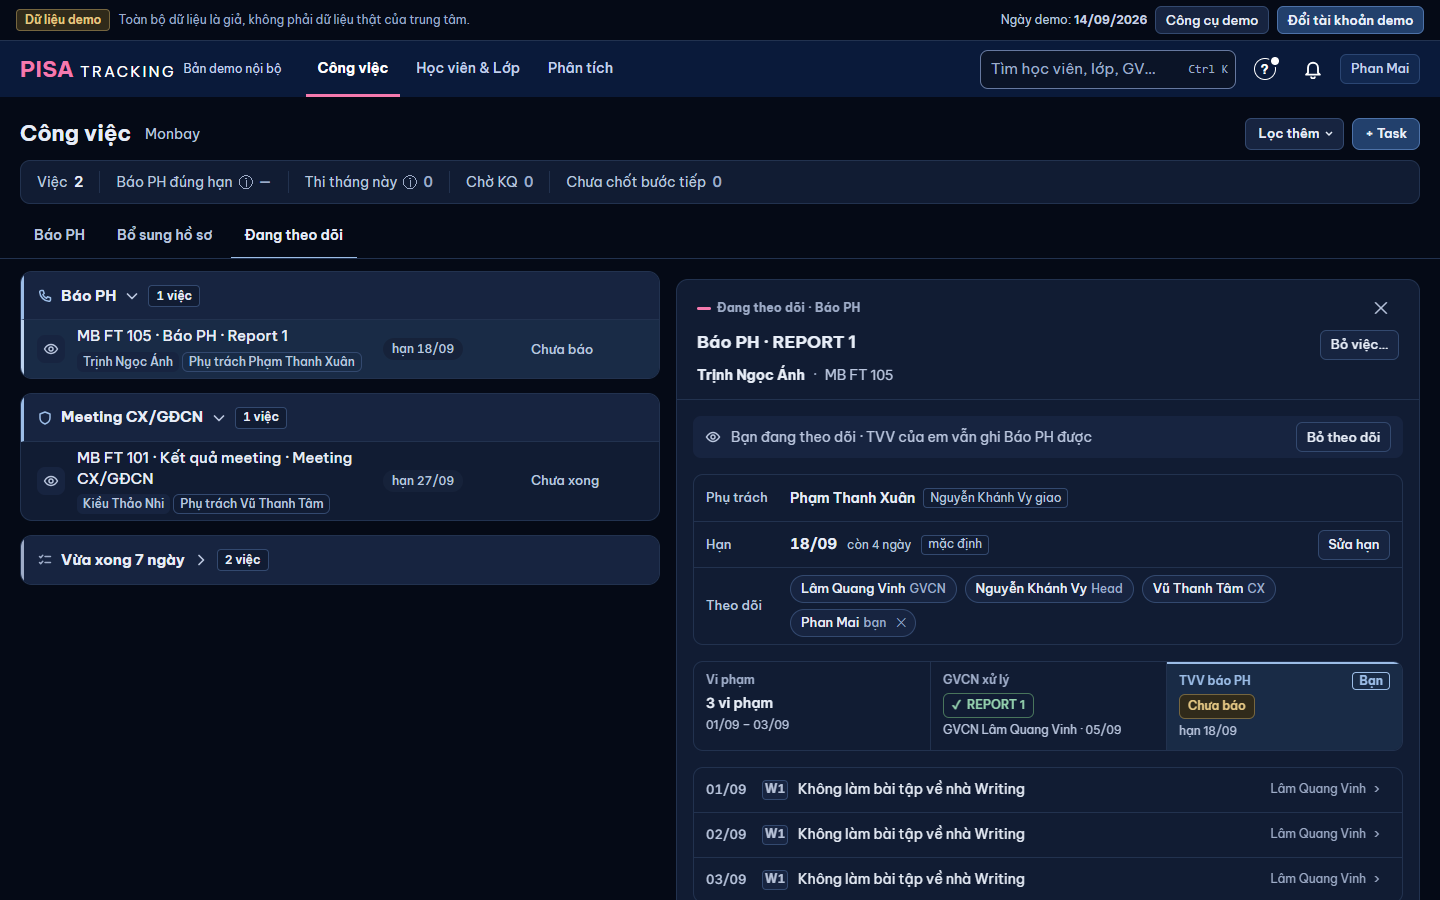 Dữ liệu demo Toàn bộ dữ liệu là giả, không phải dữ liệu thật của trung tâm. Ngày demo: 14/09/2026 Công cụ demo Đổi tài khoản demo
PISA TRACKING Bản demo nội bộ Công việc Học viên & Lớp Phân tích Tìm học viên, lớp, GV... Ctrl K ? Phan Mai
Công việc Monbay Lọc thêm + Task
Việc 2 Báo PH đúng hạn ⓘ — Thi tháng này ⓘ 0 Chờ KQ 0 Chưa chốt bước tiếp 0
Báo PH Bổ sung hồ sơ Đang theo dõi
Báo PH 1 việc
MB FT 105 · Báo PH · Report 1
Trịnh Ngọc Ánh Phụ trách Phạm Thanh Xuân
hạn 18/09
Chưa báo
Meeting CX/GĐCN 1 việc
MB FT 101 · Kết quả meeting · Meeting
CX/GĐCN
Kiều Thảo Nhi Phụ trách Vũ Thanh Tâm
hạn 27/09
Chưa xong
Vừa xong 7 ngày 2 việc
Đang theo dõi · Báo PH
Báo PH · REPORT 1
Bỏ việc...
Trịnh Ngọc Ánh · MB FT 105
Bạn đang theo dõi · TVV của em vẫn ghi Báo PH được Bỏ theo dõi
Phụ trách Phạm Thanh Xuân Nguyễn Khánh Vy giao
Hạn 18/09 còn 4 ngày mặc định Sửa hạn
Theo dõi Lâm Quang Vinh GVCN Nguyễn Khánh Vy Head Vũ Thanh Tâm CX
Phan Mai bạn
Vi phạm
3 vi phạm
01/09 – 03/09
GVCN xử lý
✓ REPORT 1
GVCN Lâm Quang Vinh · 05/09
TVV báo PH Bạn
Chưa báo
hạn 18/09
01/09 W1 Không làm bài tập về nhà Writing Lâm Quang Vinh
02/09 W1 Không làm bài tập về nhà Writing Lâm Quang Vinh
03/09 W1 Không làm bài tập về nhà Writing Lâm Quang Vinh